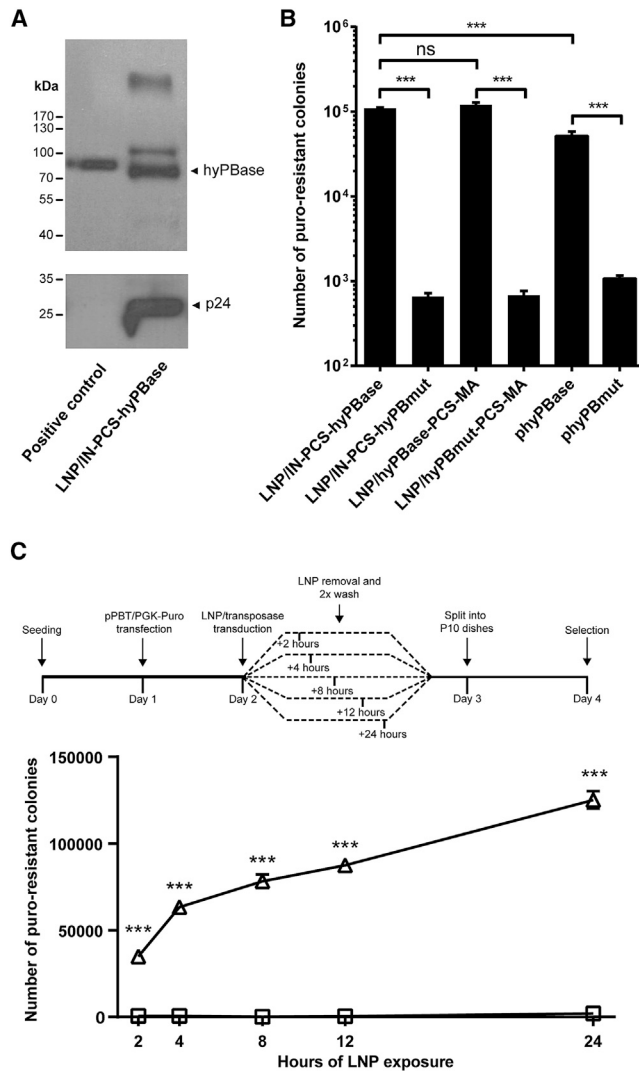 A
kDa
170
130
100
70
55
40
hyPBase
35
25
p24
Positive control
LNP/IN-PCS-hyPBase
B
Number of puro-resistant colonies
10⁶
10⁵
10⁴
10³
10²
***
ns
***
***
***
LNP/IN-PCS-hyPBase
LNP/IN-PCS-hyPBmut
LNP/hyPBase-PCS-MA
LNP/hyPBmut-PCS-MA
phyPBase
phyPBmut
C
Seeding
pPBT/PGK-Puro
transfection
LNP/transposase
transduction
LNP removal and
2x wash
Split into
P10 dishes
Selection
+2 hours
+4 hours
+8 hours
+12 hours
+24 hours
Day 0
Day 1
Day 2
Day 3
Day 4
Number of puro-resistant colonies
150000
100000
50000
0
***
***
***
***
***
2
4
8
12
24
Hours of LNP exposure